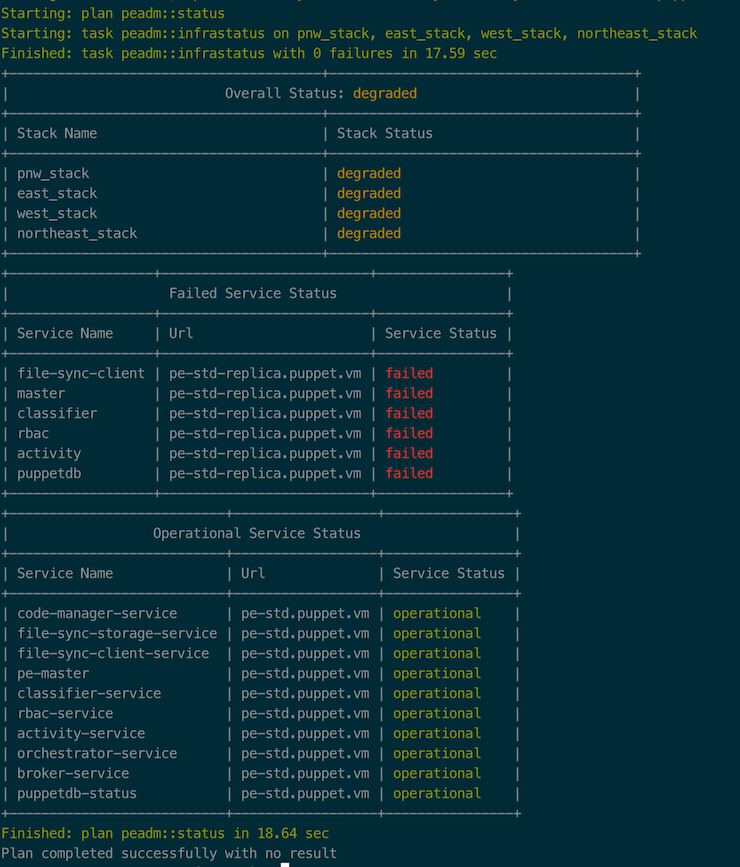 Starting: plan peadm::status
Starting: task peadm::infrastatus on pnw_stack, east_stack, west_stack, northeast_stack
Finished: task peadm::infrastatus with 0 failures in 17.59 sec
Overall Status: degraded
Stack Name | Stack Status
pnw_stack | degraded
east_stack | degraded
west_stack | degraded
northeast_stack | degraded
Failed Service Status
Service Name | Url | Service Status
file-sync-client | pe-std-replica.puppet.vm | failed
master | pe-std-replica.puppet.vm | failed
classifier | pe-std-replica.puppet.vm | failed
rbac | pe-std-replica.puppet.vm | failed
activity | pe-std-replica.puppet.vm | failed
puppetdb | pe-std-replica.puppet.vm | failed
Operational Service Status
Service Name | Url | Service Status
code-manager-service | pe-std.puppet.vm | operational
file-sync-storage-service | pe-std.puppet.vm | operational
file-sync-client-service | pe-std.puppet.vm | operational
pe-master | pe-std.puppet.vm | operational
classifier-service | pe-std.puppet.vm | operational
rbac-service | pe-std.puppet.vm | operational
activity-service | pe-std.puppet.vm | operational
orchestrator-service | pe-std.puppet.vm | operational
broker-service | pe-std.puppet.vm | operational
puppetdb-status | pe-std.puppet.vm | operational
Finished: plan peadm::status in 18.64 sec
Plan completed successfully with no result